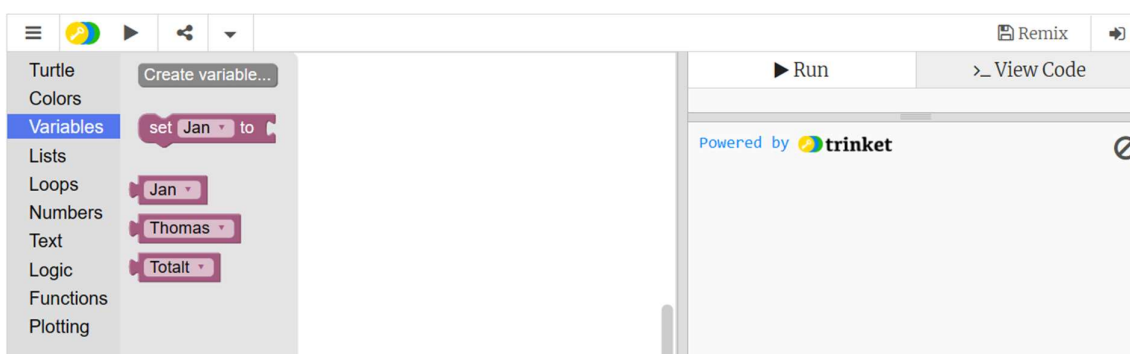 Remix
Run
>_ View Code
Turtle
Colors
Variables
Lists
Loops
Numbers
Text
Logic
Functions
Plotting
Create variable...
set Jan to
Jan
Thomas
Totalt
Powered by trinket